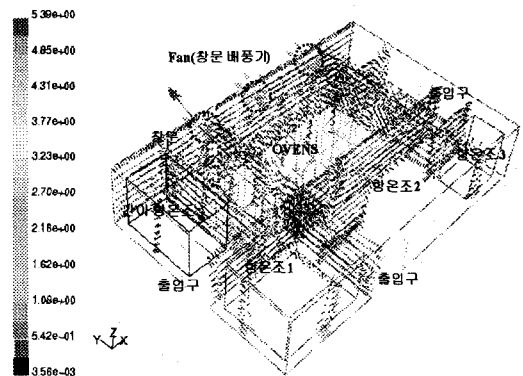 5.39e+00
4.85e+00
4.31e+00
3.77e+00
3.23e+00
2.70e+00
2.16e+00
1.62e+00
1.08e+00
5.42e-01
3.56e-03
Fan(창문 배풍기)
출입구
창문
OVENS
항온조3
항온조2
항온조1
출입구
출입구
Z
Y
X